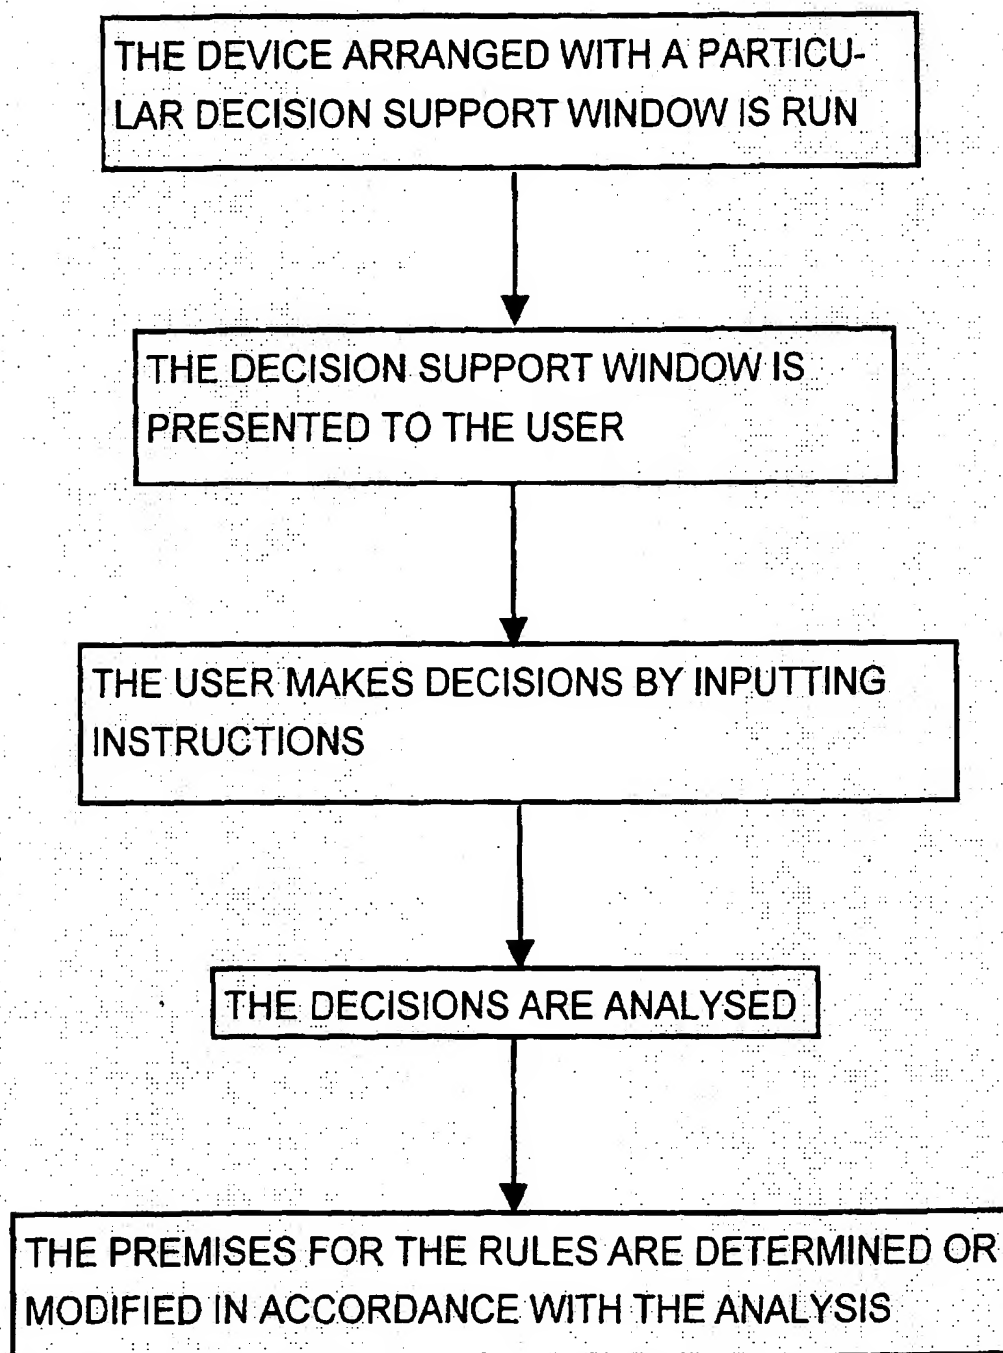 THE DEVICE ARRANGED WITH A PARTICU-
LAR DECISION SUPPORT WINDOW IS RUN
THE DECISION SUPPORT WINDOW IS
PRESENTED TO THE USER
THE USER MAKES DECISIONS BY INPUTTING
INSTRUCTIONS
THE DECISIONS ARE ANALYSED
THE PREMISES FOR THE RULES ARE DETERMINED OR
MODIFIED IN ACCORDANCE WITH THE ANALYSIS